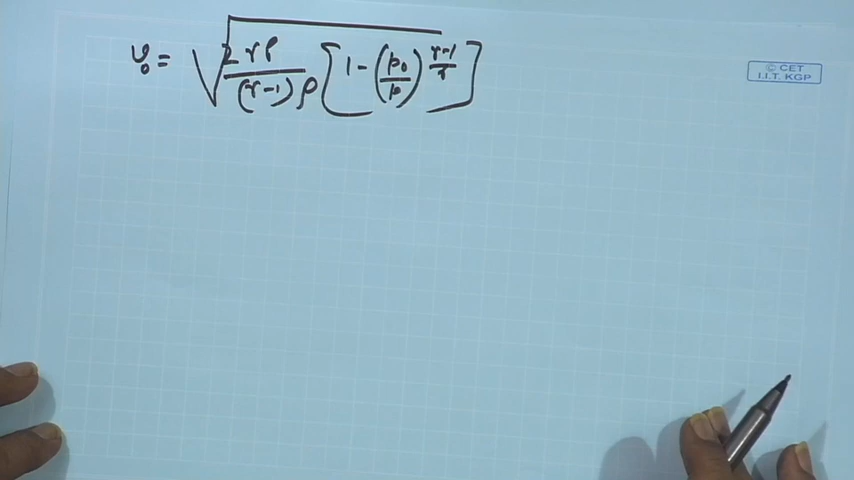 v₀ = √(2γp / (γ-1)ρ [1 - (p₀/p)^((γ-1)/γ)])
© CET
I.I.T. KGP